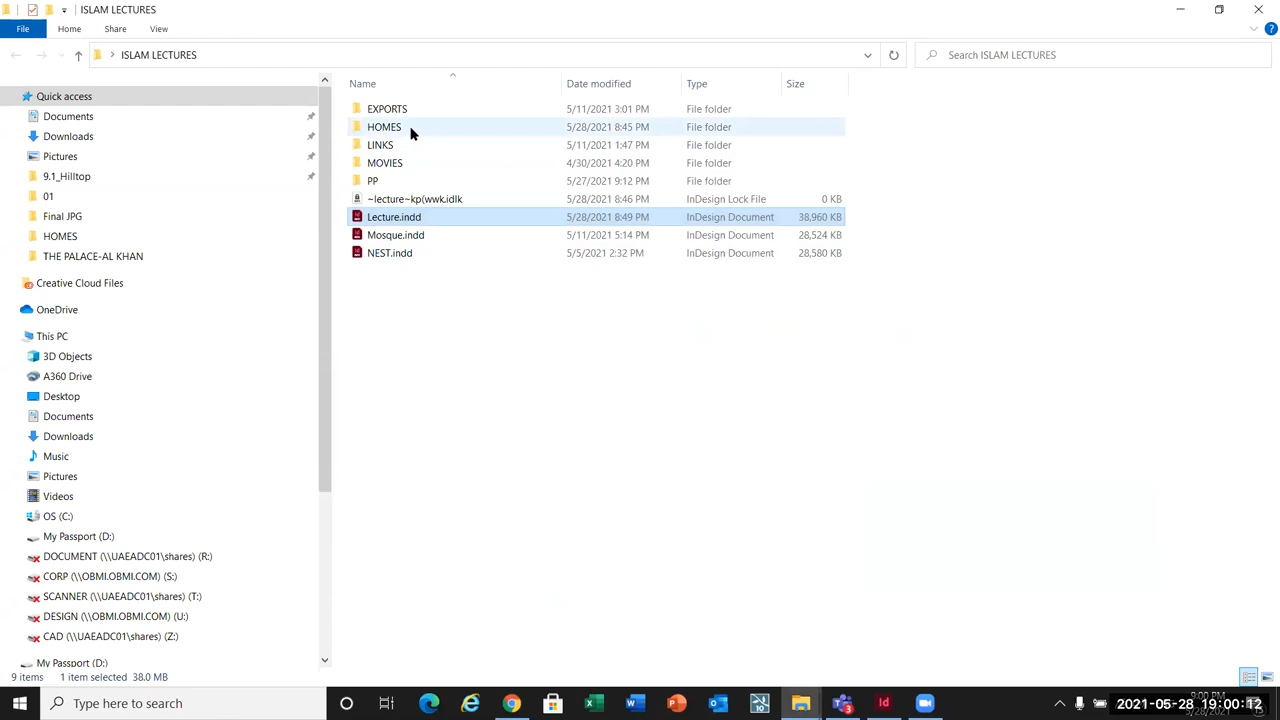 ISLAM LECTURES
File Home Share View
ISLAM LECTURES Search ISLAM LECTURES
Name Date modified Type Size
Quick access
Documents
Downloads
Pictures
9.1_Hilltop
01
Final JPG
HOMES
THE PALACE-AL KHAN
Creative Cloud Files
OneDrive
This PC
3D Objects
A360 Drive
Desktop
Documents
Downloads
Music
Pictures
Videos
OS (C:)
My Passport (D:)
DOCUMENT (\\UAEADC01\shares) (R:)
CORP (\\OBMI.COM) (S:)
SCANNER (\\UAEADC01\shares) (T:)
DESIGN (\\OBMI.COM) (U:)
CAD (\\UAEADC01\shares) (Z:)
My Passport (D:)
EXPORTS 5/11/2021 3:01 PM File folder
HOMES 5/28/2021 8:45 PM File folder
LINKS 5/11/2021 1:47 PM File folder
MOVIES 4/30/2021 4:20 PM File folder
PP 5/27/2021 9:12 PM File folder
~lecture~kp(wwk.idlk 5/28/2021 8:46 PM InDesign Lock File 0 KB
Lecture.indd 5/28/2021 8:49 PM InDesign Document 38,960 KB
Mosque.indd 5/11/2021 5:14 PM InDesign Document 28,524 KB
NEST.indd 5/5/2021 2:32 PM InDesign Document 28,580 KB
9 items 1 item selected 38.0 MB
Type here to search
9:00 PM
2021-05-28 19:00:12
5/28/2021